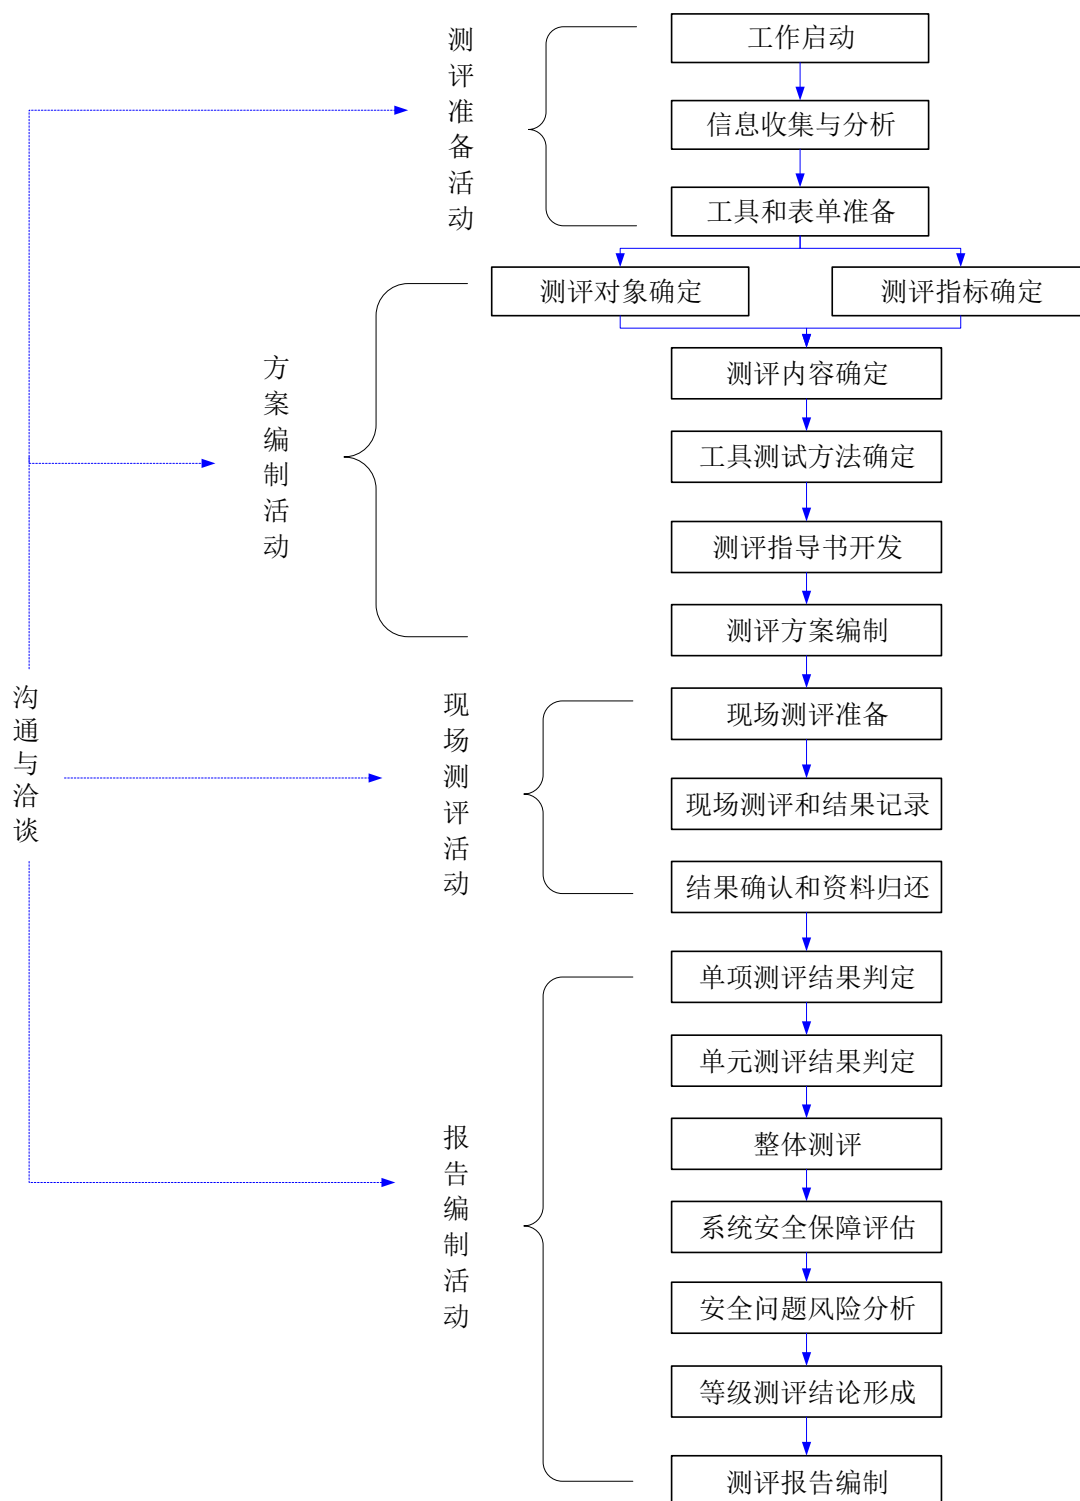 测评准备活动
工作启动
信息收集与分析
工具和表单准备
方案编制活动
测评对象确定
测评指标确定
测评内容确定
工具测试方法确定
测评指导书开发
测评方案编制
沟通与洽谈
现场测评活动
现场测评准备
现场测评和结果记录
结果确认和资料归还
报告编制活动
单项测评结果判定
单元测评结果判定
整体测评
系统安全保障评估
安全问题风险分析
等级测评结论形成
测评报告编制